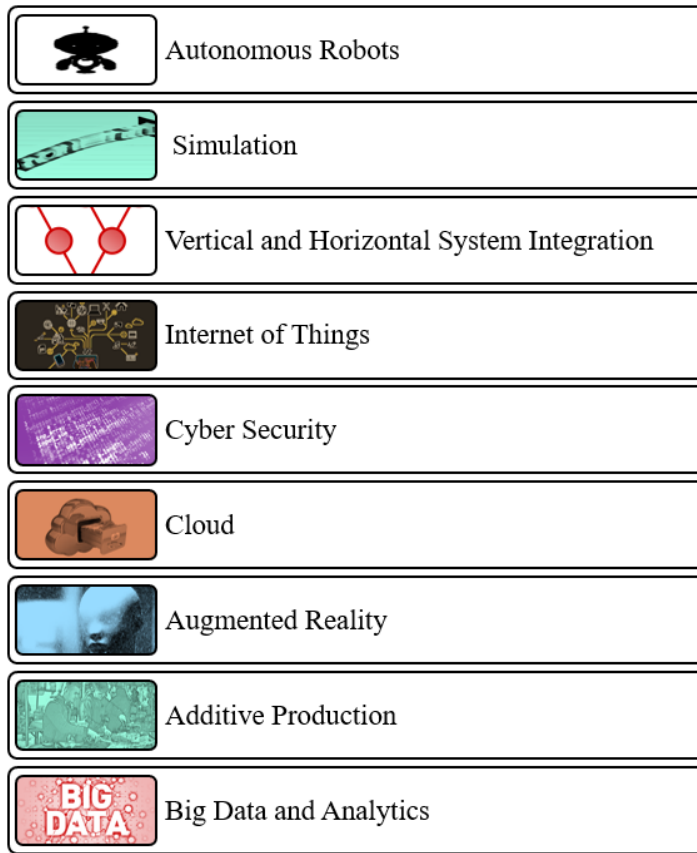 Autonomous Robots
Simulation
Vertical and Horizontal System Integration
Internet of Things
Cyber Security
Cloud
Augmented Reality
Additive Production
BIG
DATA
Big Data and Analytics